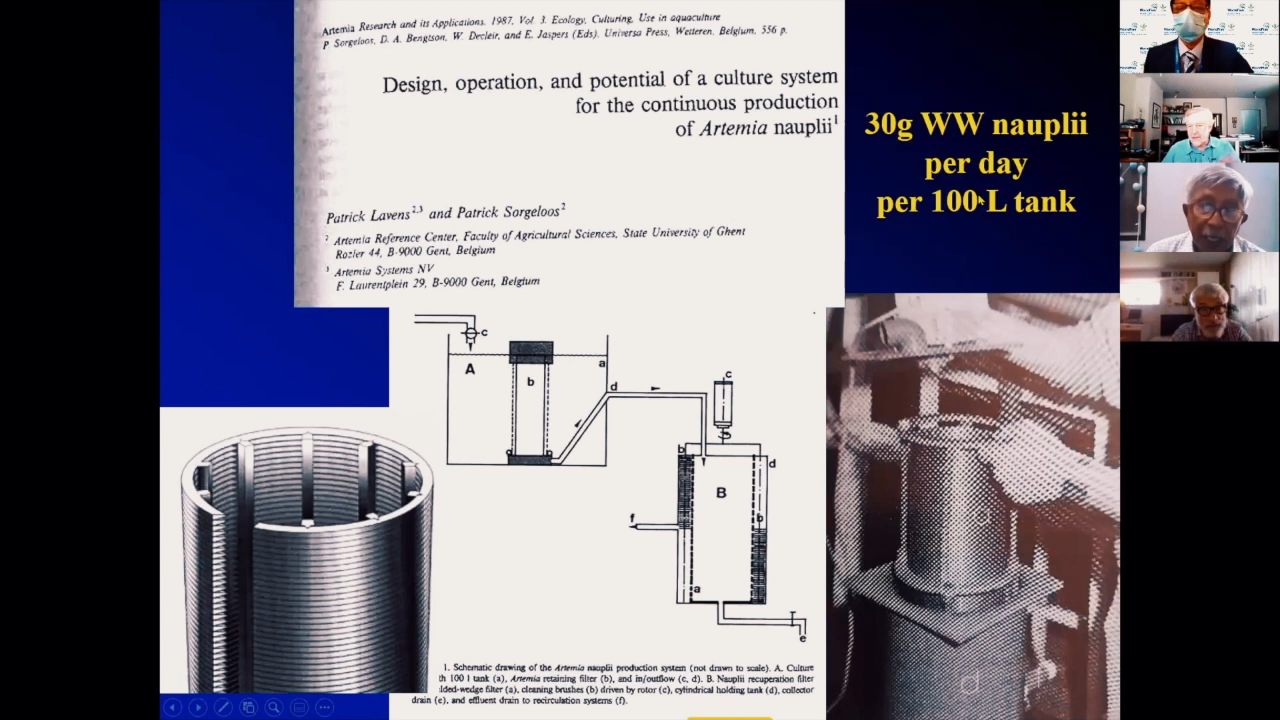 Artemia Research and its Applications. 1987, Vol. 3. Ecology, Culturing, Use in aquaculture
P. Sorgeloos, D. A. Bengtson, W. Decleir, and E. Jaspers (Eds). Universa Press, Wetteren, Belgium, 556 p.
Design, operation, and potential of a culture system
for the continuous production
of Artemia nauplii¹
Patrick Lavens²,³ and Patrick Sorgeloos²
² Artemia Reference Center, Faculty of Agricultural Sciences, State University of Ghent
Rozier 44, B-9000 Gent, Belgium
³ Artemia Systems NV
F. Laurentplein 29, B-9000 Gent, Belgium
30g WW nauplii
per day
per 100 L tank
c
A
b
a
d
c
b
d
B
b
f
a
e
1. Schematic drawing of the Artemia nauplii production system (not drawn to scale). A. Culture
th 100 l tank (a), Artemia retaining filter (b), and in/outflow (c, d). B. Nauplii recuperation filter
lded-wedge filter (a), cleaning brushes (b) driven by rotor (c), cylindrical holding tank (d), collector
drain (e), and effluent drain to recirculation systems (f).